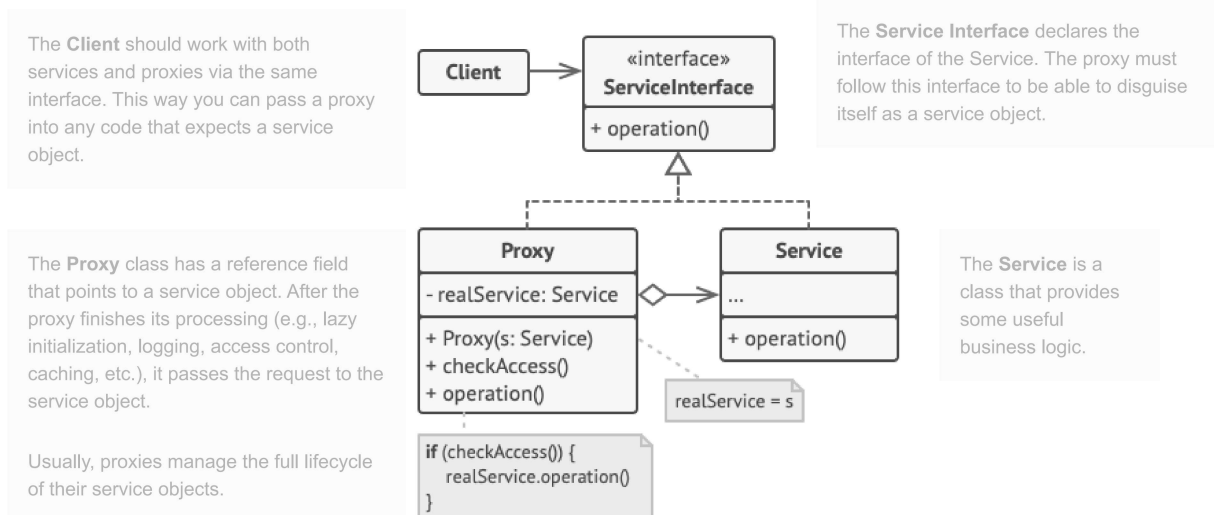 The Client should work with both
services and proxies via the same
interface. This way you can pass a proxy
into any code that expects a service
object.
Client
«interface»
ServiceInterface
+ operation()
The Service Interface declares the
interface of the Service. The proxy must
follow this interface to be able to disguise
itself as a service object.
The Proxy class has a reference field
that points to a service object. After the
proxy finishes its processing (e.g., lazy
initialization, logging, access control,
caching, etc.), it passes the request to the
service object.
Usually, proxies manage the full lifecycle
of their service objects.
Proxy
- realService: Service
+ Proxy(s: Service)
+ checkAccess()
+ operation()
realService = s
if (checkAccess()) {
realService.operation()
}
Service
...
+ operation()
The Service is a
class that provides
some useful
business logic.